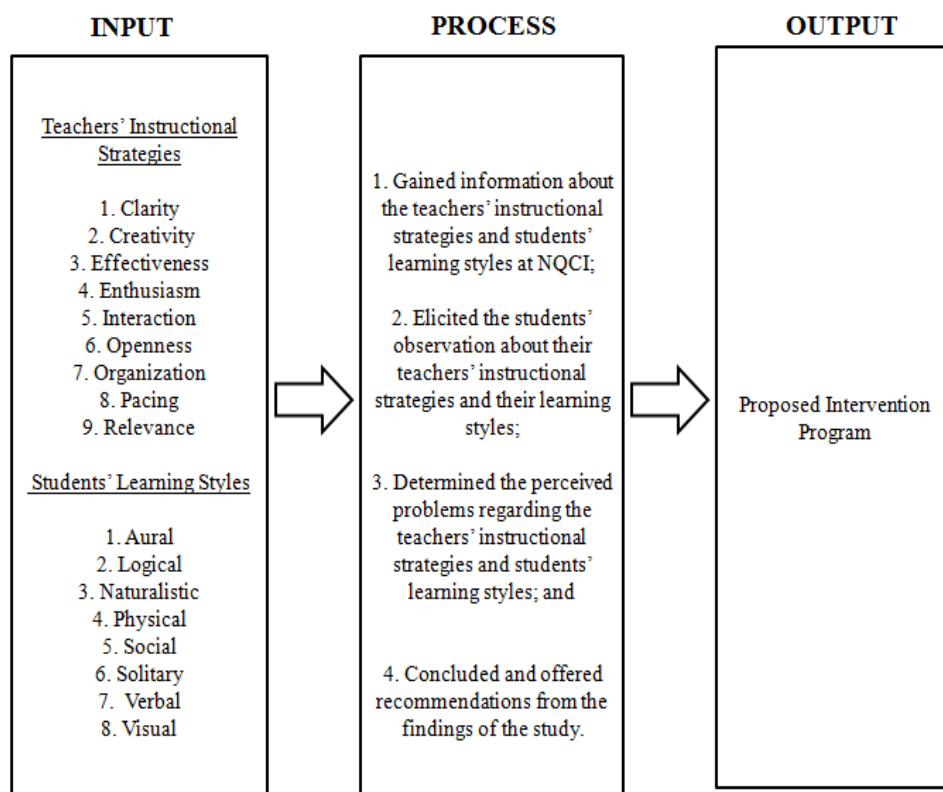 INPUT
Teachers’ Instructional
Strategies
1. Clarity
2. Creativity
3. Effectiveness
4. Enthusiasm
5. Interaction
6. Openness
7. Organization
8. Pacing
9. Relevance
Students’ Learning Styles
1. Aural
2. Logical
3. Naturalistic
4. Physical
5. Social
6. Solitary
7. Verbal
8. Visual
PROCESS
1. Gained information about
the teachers’ instructional
strategies and students’
learning styles at NQCI;
2. Elicited the students’
observation about their
teachers’ instructional
strategies and their learning
styles;
3. Determined the perceived
problems regarding the
teachers’ instructional
strategies and students’
learning styles; and
4. Concluded and offered
recommendations from the
findings of the study.
OUTPUT
Proposed Intervention
Program